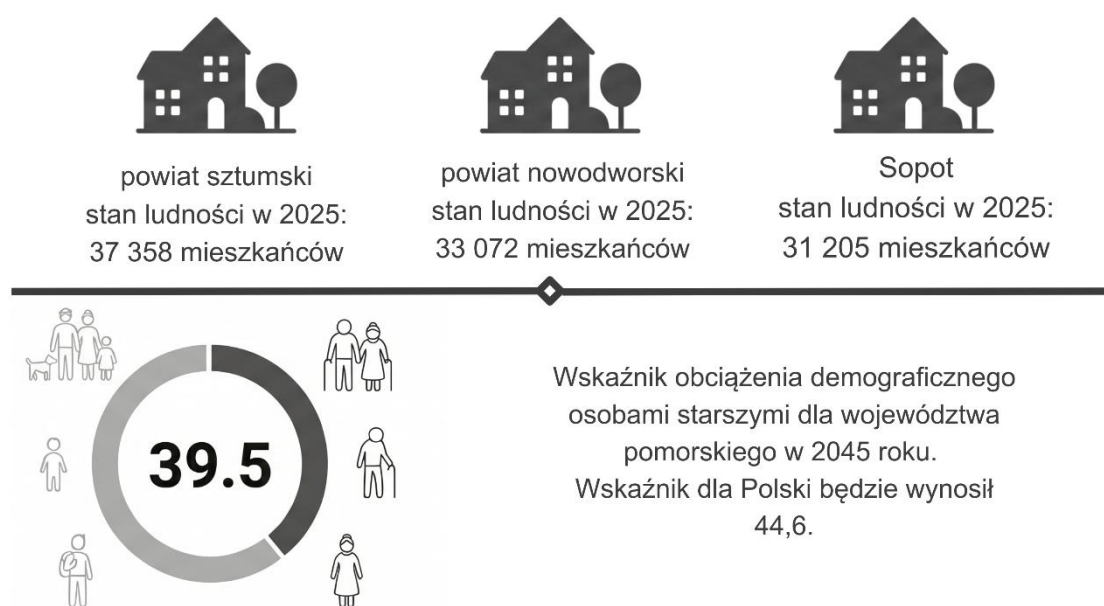 powiat sztumski
stan ludności w 2025:
37 358 mieszkańców
powiat nowodworski
stan ludności w 2025:
33 072 mieszkańców
Sopot
stan ludności w 2025:
31 205 mieszkańców
39.5
Wskaźnik obciążenia demograficznego
osobami starszymi dla województwa
pomorskiego w 2045 roku.
Wskaźnik dla Polski będzie wynosił
44,6.